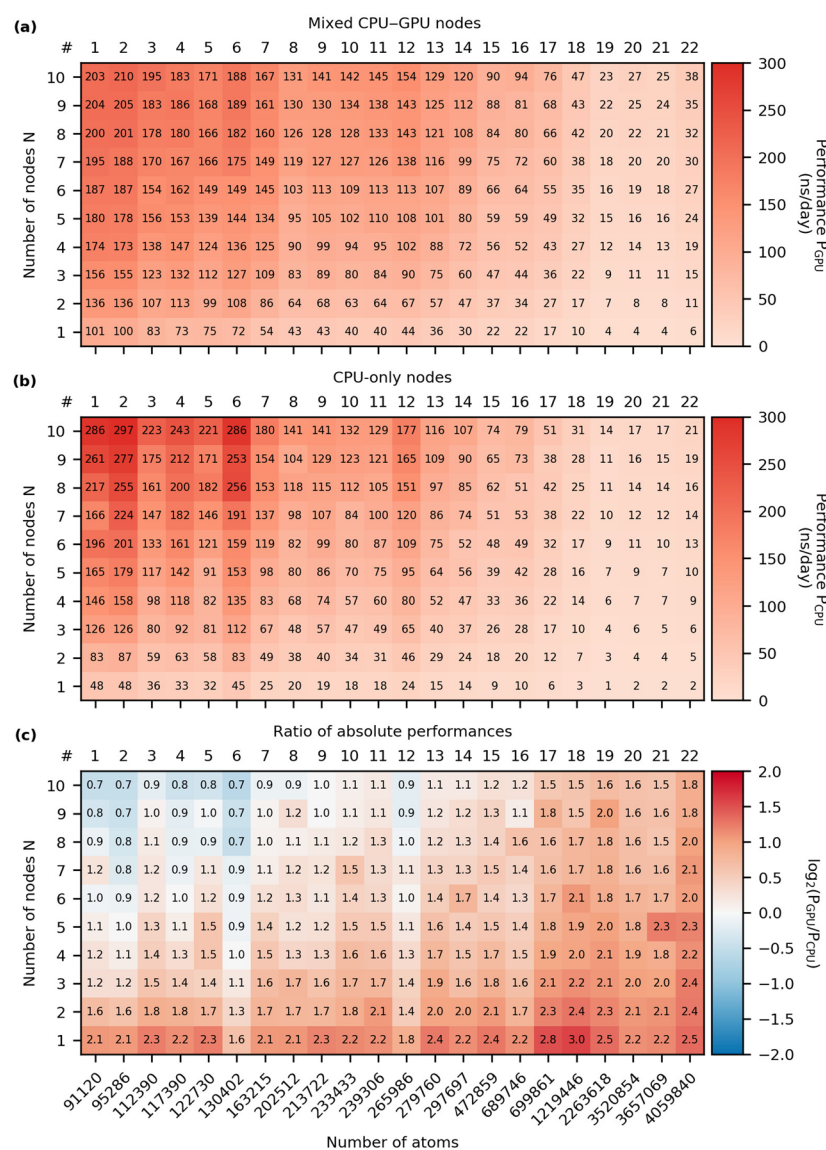 (a) Mixed CPU–GPU nodes
# 1 2 3 4 5 6 7 8 9 10 11 12 13 14 15 16 17 18 19 20 21 22
10 203 210 195 183 171 188 167 131 141 142 145 154 129 120 90 94 76 47 23 27 25 38
9 204 205 183 186 168 189 161 130 130 134 138 143 125 112 88 81 68 43 22 25 24 35
8 200 201 178 180 166 182 160 126 128 128 133 143 121 108 84 80 66 42 20 22 21 32
7 195 188 170 167 166 175 149 119 127 127 126 138 116 99 75 72 60 38 18 20 20 30
6 187 187 154 162 149 149 145 103 113 109 113 113 107 89 66 64 55 35 16 19 18 27
5 180 178 156 153 139 144 134 95 105 102 110 108 101 80 59 59 49 32 15 16 16 24
4 174 173 138 147 124 136 125 90 99 94 95 102 88 72 56 52 43 27 12 14 13 19
3 156 155 123 132 112 127 109 83 89 80 84 90 75 60 47 44 36 22 9 11 11 15
2 136 136 107 113 99 108 86 64 68 63 64 67 57 47 37 34 27 17 7 8 8 11
1 101 100 83 73 75 72 54 43 43 40 40 44 36 30 22 22 17 10 4 4 4 6
Number of nodes N
300
250
200
150
100
50
0
Performance P_GPU
(ns/day)
(b) CPU-only nodes
# 1 2 3 4 5 6 7 8 9 10 11 12 13 14 15 16 17 18 19 20 21 22
10 286 297 223 243 221 286 180 141 141 132 129 177 116 107 74 79 51 31 14 17 17 21
9 261 277 175 212 171 253 154 104 129 123 121 165 109 90 65 73 38 28 11 16 15 19
8 217 255 161 200 182 256 153 118 115 112 105 151 97 85 62 51 42 25 11 14 14 16
7 166 224 147 182 146 191 137 98 107 84 100 120 86 74 51 53 38 22 10 12 12 14
6 196 201 133 161 121 159 119 82 99 80 87 109 75 52 48 49 32 17 9 11 10 13
5 165 179 117 142 91 153 98 80 86 70 75 95 64 56 39 42 28 16 7 9 7 10
4 146 158 98 118 82 135 83 68 74 57 60 80 52 47 33 36 22 14 6 7 7 9
3 126 126 80 92 81 112 67 48 57 47 49 65 40 37 26 28 17 10 4 6 5 6
2 83 87 59 63 58 83 49 38 40 34 31 46 29 24 18 20 12 7 3 4 4 5
1 48 48 36 33 32 45 25 20 19 18 18 24 15 14 9 10 6 3 1 2 2 2
Number of nodes N
300
250
200
150
100
50
0
Performance P_CPU
(ns/day)
(c) Ratio of absolute performances
# 1 2 3 4 5 6 7 8 9 10 11 12 13 14 15 16 17 18 19 20 21 22
10 0.7 0.7 0.9 0.8 0.8 0.7 0.9 0.9 1.0 1.1 1.1 0.9 1.1 1.1 1.2 1.2 1.5 1.5 1.6 1.6 1.5 1.8
9 0.8 0.7 1.0 0.9 1.0 0.7 1.0 1.2 1.0 1.1 1.1 0.9 1.2 1.2 1.3 1.1 1.8 1.5 2.0 1.6 1.6 1.8
8 0.9 0.8 1.1 0.9 0.9 0.7 1.0 1.1 1.1 1.2 1.3 1.0 1.2 1.3 1.4 1.6 1.6 1.7 1.8 1.6 1.5 2.0
7 1.2 0.8 1.2 0.9 1.1 0.9 1.1 1.2 1.2 1.5 1.3 1.1 1.3 1.3 1.5 1.4 1.6 1.7 1.8 1.6 1.6 2.1
6 1.0 0.9 1.2 1.0 1.2 0.9 1.2 1.3 1.1 1.4 1.3 1.0 1.4 1.7 1.4 1.3 1.7 2.1 1.8 1.7 1.7 2.0
5 1.1 1.0 1.3 1.1 1.5 0.9 1.4 1.2 1.2 1.5 1.5 1.1 1.6 1.4 1.5 1.4 1.8 1.9 2.0 1.8 2.3 2.3
4 1.2 1.1 1.4 1.3 1.5 1.0 1.5 1.3 1.3 1.6 1.6 1.3 1.7 1.5 1.7 1.4 1.9 2.0 2.1 1.9 1.8 2.2
3 1.2 1.2 1.5 1.4 1.4 1.1 1.6 1.7 1.6 1.7 1.7 1.4 1.9 1.6 1.8 1.6 2.1 2.2 2.1 2.0 2.0 2.4
2 1.6 1.6 1.8 1.8 1.7 1.3 1.7 1.7 1.7 1.8 2.1 1.4 2.0 2.0 2.1 1.7 2.3 2.4 2.3 2.1 2.1 2.4
1 2.1 2.1 2.3 2.2 2.3 1.6 2.1 2.1 2.3 2.2 2.2 1.8 2.4 2.2 2.4 2.2 2.8 3.0 2.5 2.2 2.2 2.5
Number of nodes N
2.0
1.5
1.0
0.5
0.0
−0.5
−1.0
−1.5
−2.0
log₂(P_GPU/P_CPU)
91120 95286 112390 117390 122730 130402 163215 202512 213722 233433 239306 265986 279760 297697 472859 689746 699861 1219446 2263618 3520854 3657069 4059840
Number of atoms